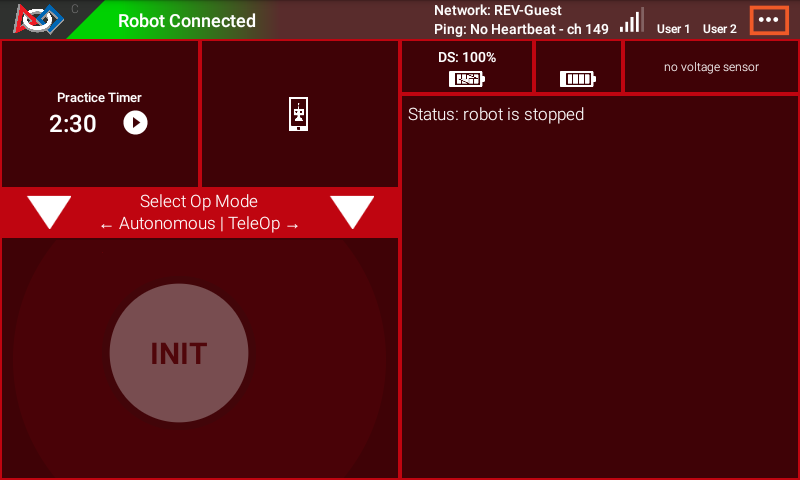 C
Robot Connected
Network: REV-Guest
Ping: No Heartbeat - ch 149
User 1 User 2
Practice Timer
2:30
DS: 100%
no voltage sensor
Status: robot is stopped
Select Op Mode
← Autonomous | TeleOp →
INIT